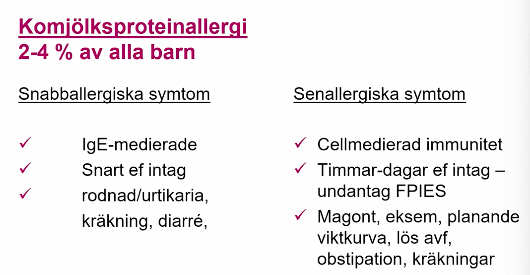 Komjölksproteinallergi
2-4 % av alla barn
Snabballergiska symtom
✓ IgE-medierade
✓ Snart ef intag
✓ rodnad/urtikaria,
kräkning, diarré,
Senallergiska symtom
✓ Cellmedierad immunitet
✓ Timmar-dagar ef intag –
undantag FPIES
✓ Magont, eksem, planande
viktkurva, lös avf,
obstipation, kräkningar